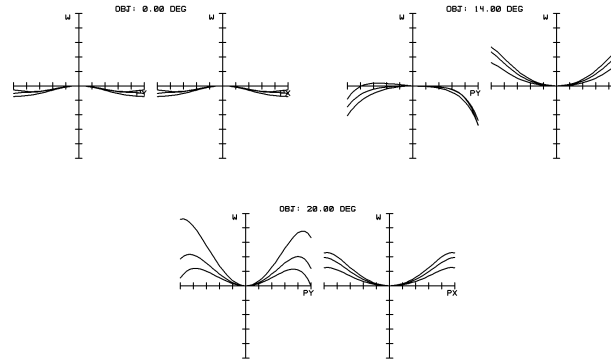 OBJ: 0.00 DEG
W
W
PY
PX
OBJ: 14.00 DEG
W
W
PY
OBJ: 20.00 DEG
W
W
PY
PX